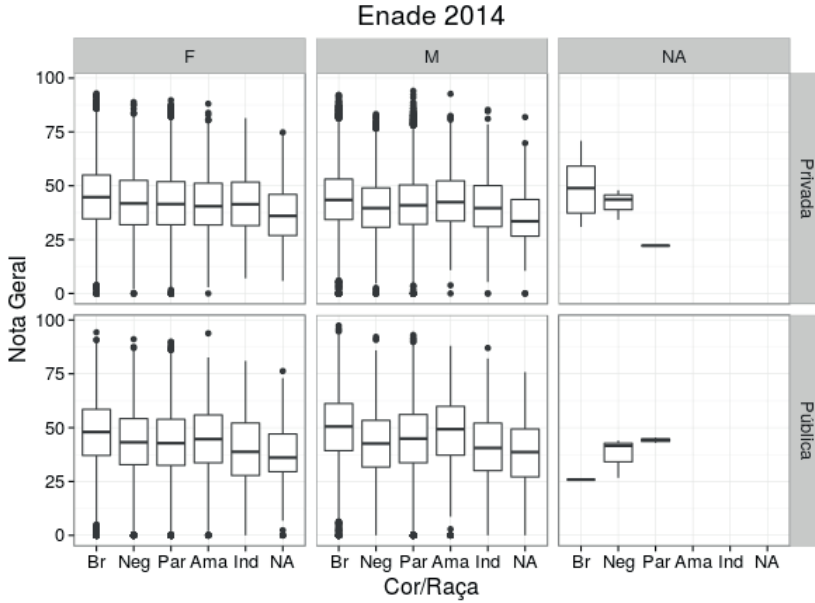 Enade 2014
F M NA
100
75
50
25
0
Privada
100
75
50
25
0
Pública
Nota Geral
Br Neg Par Ama Ind NA Br Neg Par Ama Ind NA Br Neg Par Ama Ind NA
Cor/Raça